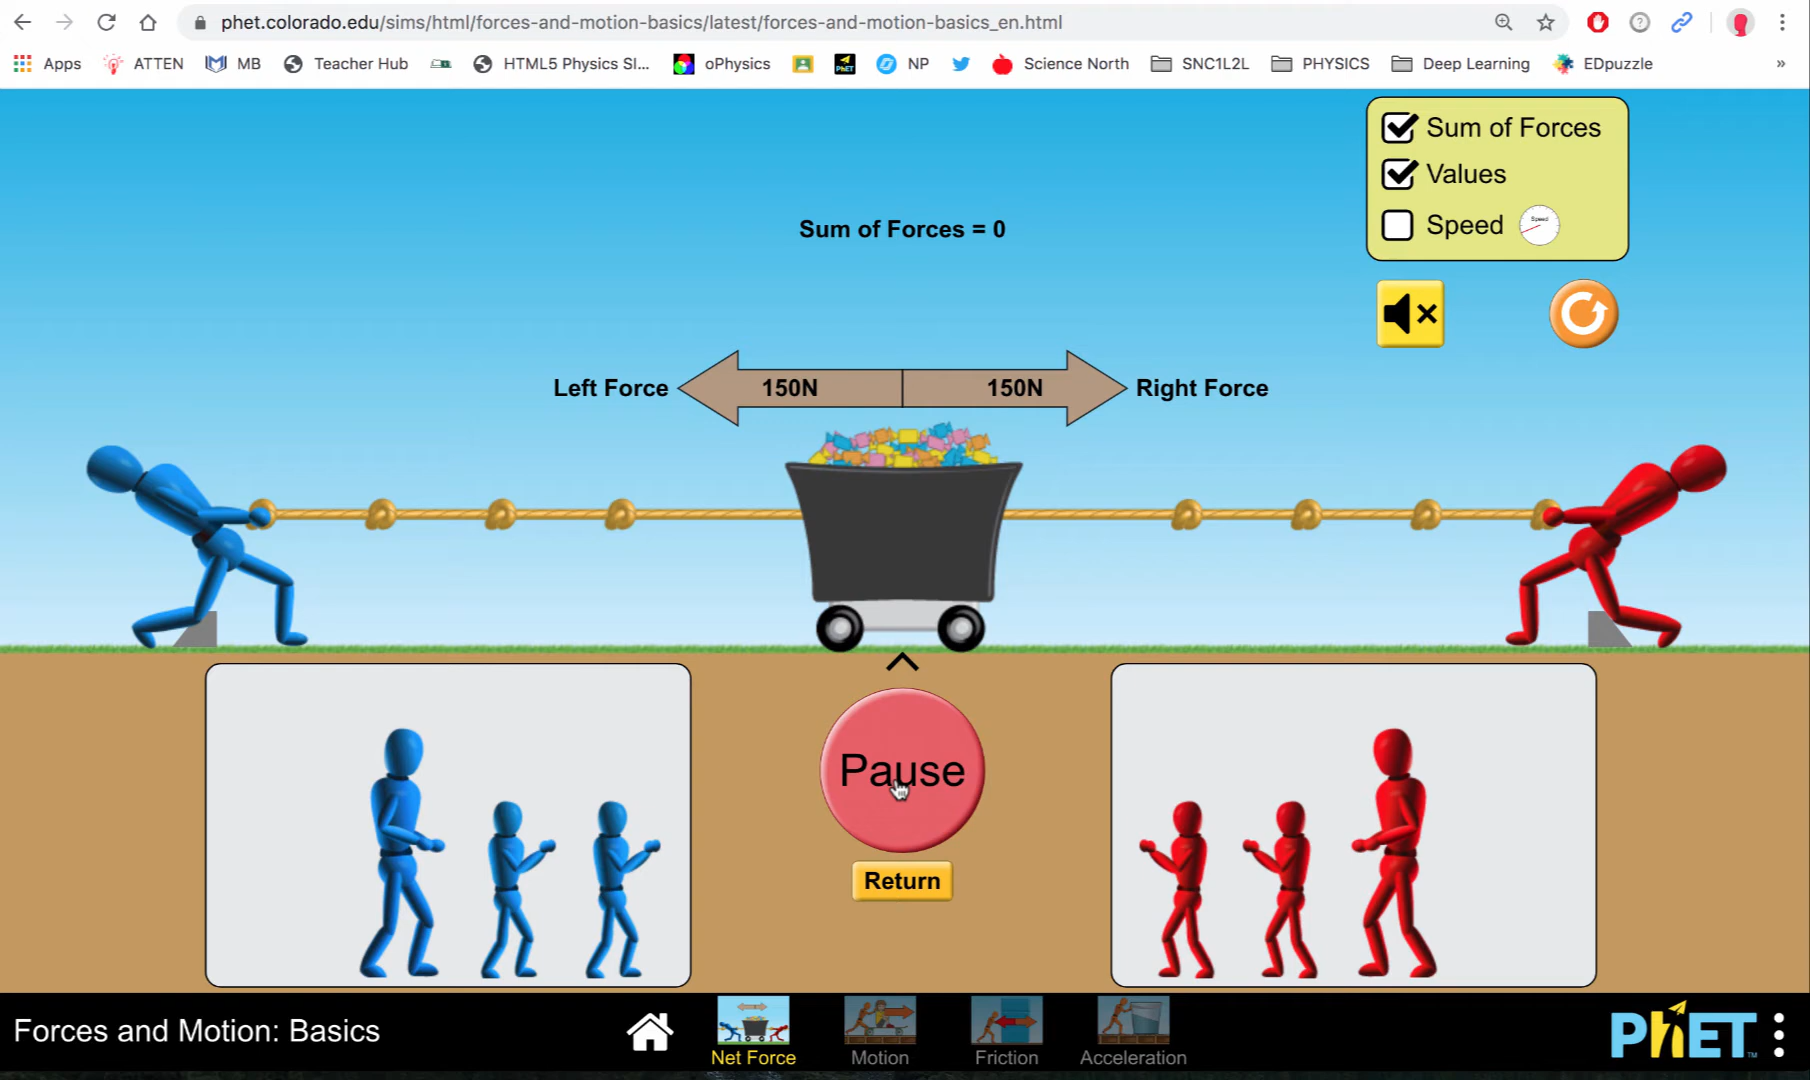 phet.colorado.edu/sims/html/forces-and-motion-basics/latest/forces-and-motion-basics_en.html
Apps ATTEN MB Teacher Hub HTML5 Physics SI... oPhysics PhET NP Science North SNC1L2L PHYSICS Deep Learning EDpuzzle »
Sum of Forces
Values
Speed Speed
Sum of Forces = 0
Left Force 150N 150N Right Force
Pause
Return
Forces and Motion: Basics
Net Force Motion Friction Acceleration
PhET™